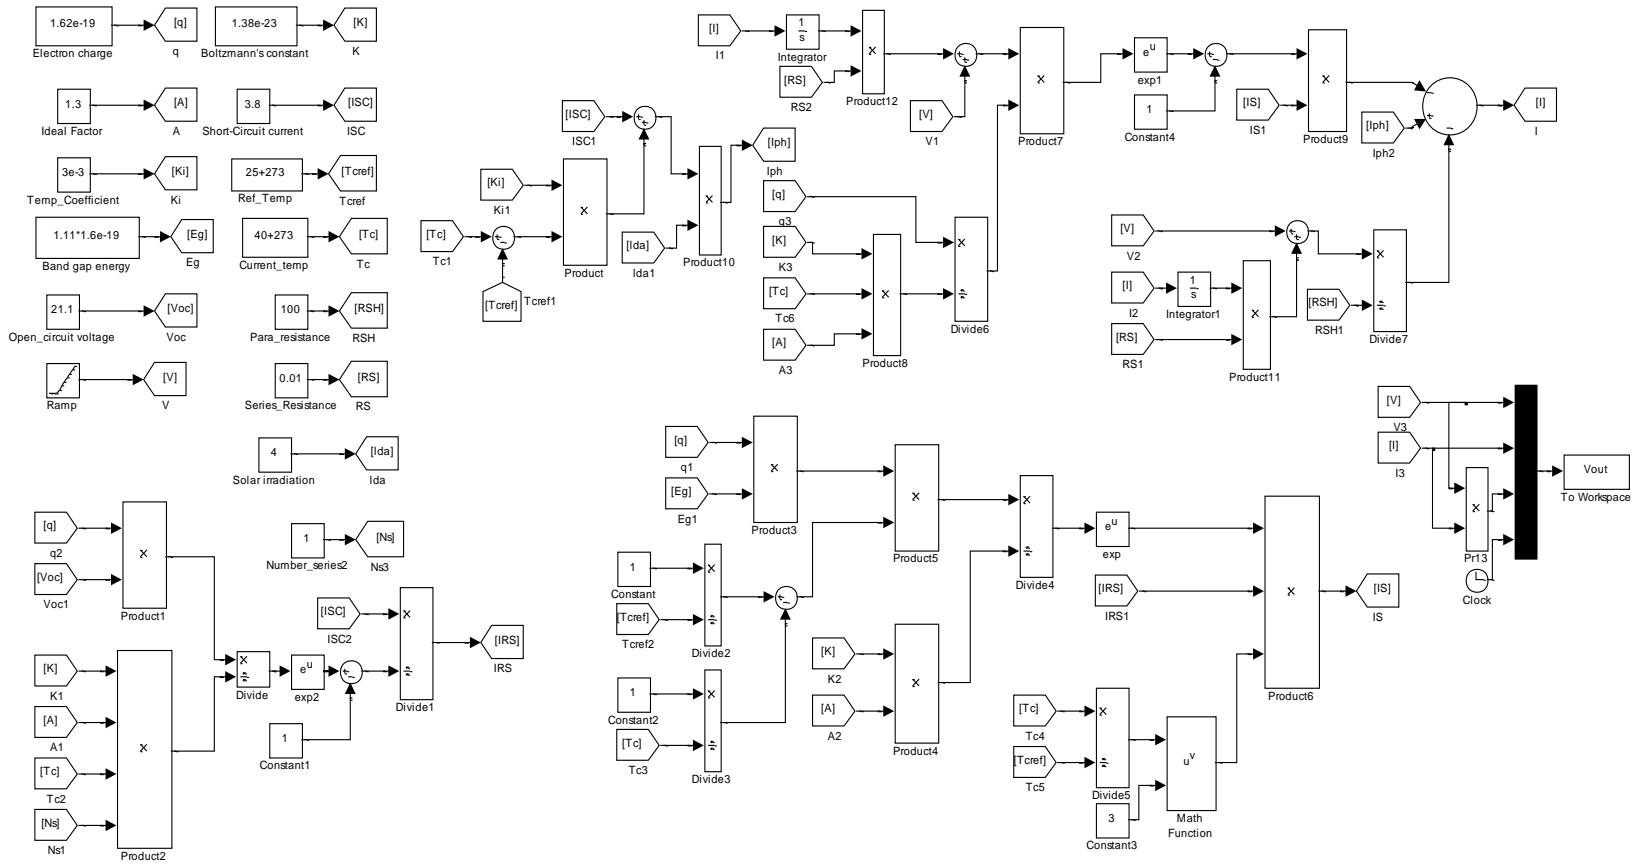 1.62e-19
Electron charge
[q]
q
1.38e-23
Boltzmann's constant
[K]
K
1.3
Ideal Factor
[A]
A
3.8
Short-Circuit current
[ISC]
ISC
3e-3
Temp_Coefficient
[Ki]
Ki
25+273
Ref_Temp
[Tcref]
Tcref
1.11*1.6e-19
Band gap energy
[Eg]
Eg
40+273
Current_temp
[Tc]
Tc
21.1
Open_circuit voltage
[Voc]
Voc
100
Para_resistance
[RSH]
RSH
Ramp
[V]
V
0.01
Series_Resistance
[RS]
RS
4
Solar irradiation
[Ida]
Ida
1
Number_series2
[Ns]
Ns3
[ISC]
ISC1
[Ki]
Ki1
[Tc]
Tc1
[Tcref]
Tcref1
+
+
+
-
×
Product
[Ida]
Ida1
×
Product10
[Iph]
Iph
[I]
I1
1
s
Integrator
[RS]
RS2
×
Product12
[V]
V1
+
+
×
Product7
[q]
q3
[K]
K3
[Tc]
Tc6
[A]
A3
×
Product8
×
÷
Divide6
e^u
exp1
1
Constant4
+
-
[IS]
IS1
×
Product9
[Iph]
Iph2
-
+
-
[I]
I
[V]
V2
[I]
I2
1
s
Integrator1
[RS]
RS1
×
Product11
+
+
[RSH]
RSH1
×
÷
Divide7
[V]
V3
[I]
I3
×
Pr13
Clock
Vout
To Workspace
[q]
q2
[Voc]
Voc1
×
Product1
[K]
K1
[A]
A1
[Tc]
Tc2
[Ns]
Ns1
×
Product2
×
÷
Divide
e^u
exp2
+
-
1
Constant1
[ISC]
ISC2
×
÷
Divide1
[IRS]
IRS
[q]
q1
[Eg]
Eg1
×
Product3
1
Constant
[Tcref]
Tcref2
×
÷
Divide2
1
Constant2
[Tc]
Tc3
×
÷
Divide3
+
-
×
Product5
[K]
K2
[A]
A2
×
Product4
×
÷
Divide4
e^u
exp
[IRS]
IRS1
[Tc]
Tc4
[Tcref]
Tc5
×
÷
Divide5
3
Constant3
u^v
Math
Function
×
Product6
[IS]
IS